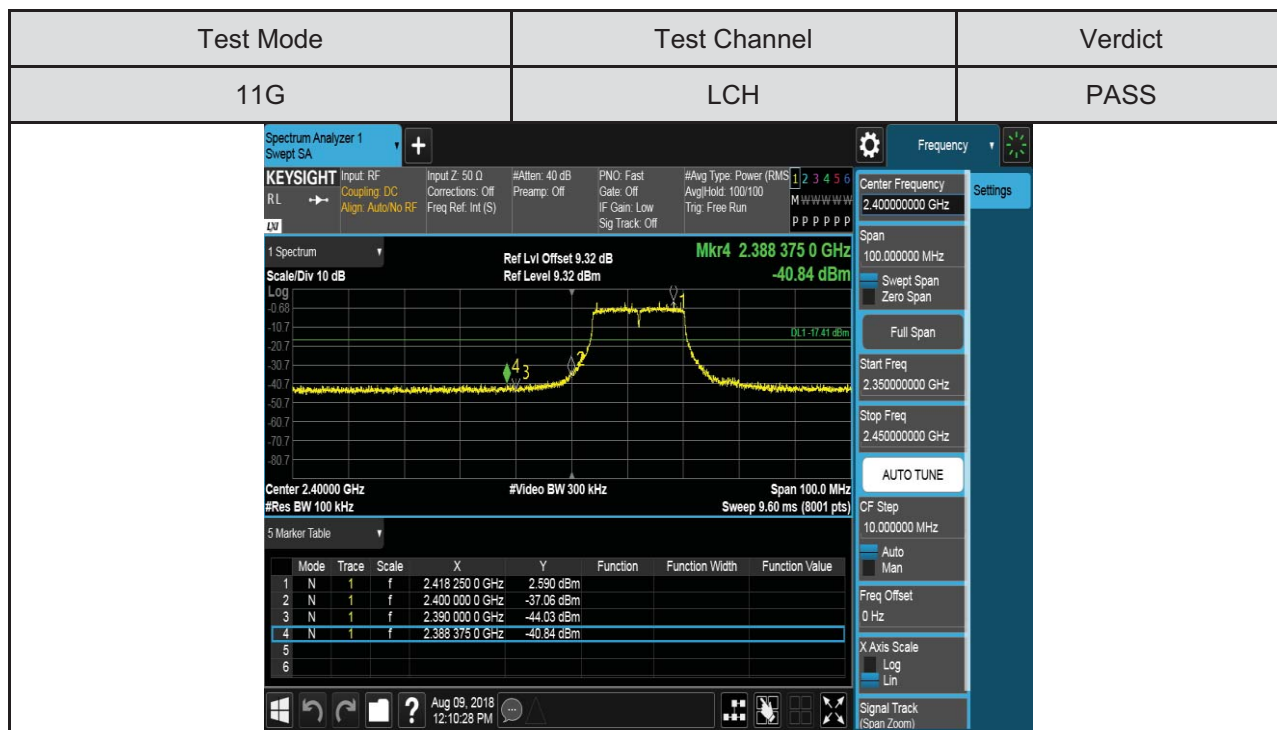 Test Mode Test Channel Verdict
11G LCH PASS
Spectrum Analyzer 1
Swept SA
+
Frequency
KEYSIGHT
RL
LXI
Input: RF
Coupling: DC
Align: Auto/No RF
Input Z: 50 Ω
Corrections: Off
Freq Ref: Int (S)
#Atten: 40 dB
Preamp: Off
PNO: Fast
Gate: Off
IF Gain: Low
Sig Track: Off
#Avg Type: Power (RMS
Avg|Hold: 100/100
Trig: Free Run
1 2 3 4 5 6
M W W W W W
P P P P P P
1 Spectrum
Scale/Div 10 dB
Ref Lvl Offset 9.32 dB
Ref Level 9.32 dBm
Mkr4 2.388 375 0 GHz
-40.84 dBm
Log
-0.68
-10.7
-20.7
-30.7
-40.7
-50.7
-60.7
-70.7
-80.7
1
DL1 -17.41 dBm
2
4
3
Center 2.40000 GHz #Video BW 300 kHz Span 100.0 MHz
#Res BW 100 kHz Sweep 9.60 ms (8001 pts)
5 Marker Table
Mode Trace Scale X Y Function Function Width Function Value
1 N 1 f 2.418 250 0 GHz 2.590 dBm
2 N 1 f 2.400 000 0 GHz -37.06 dBm
3 N 1 f 2.390 000 0 GHz -44.03 dBm
4 N 1 f 2.388 375 0 GHz -40.84 dBm
5
6
?
Aug 09, 2018
12:10:28 PM
Center Frequency
2.400000000 GHz
Settings
Span
100.000000 MHz
Swept Span
Zero Span
Full Span
Start Freq
2.350000000 GHz
Stop Freq
2.450000000 GHz
AUTO TUNE
CF Step
10.000000 MHz
Auto
Man
Freq Offset
0 Hz
X Axis Scale
Log
Lin
Signal Track
(Span Zoom)